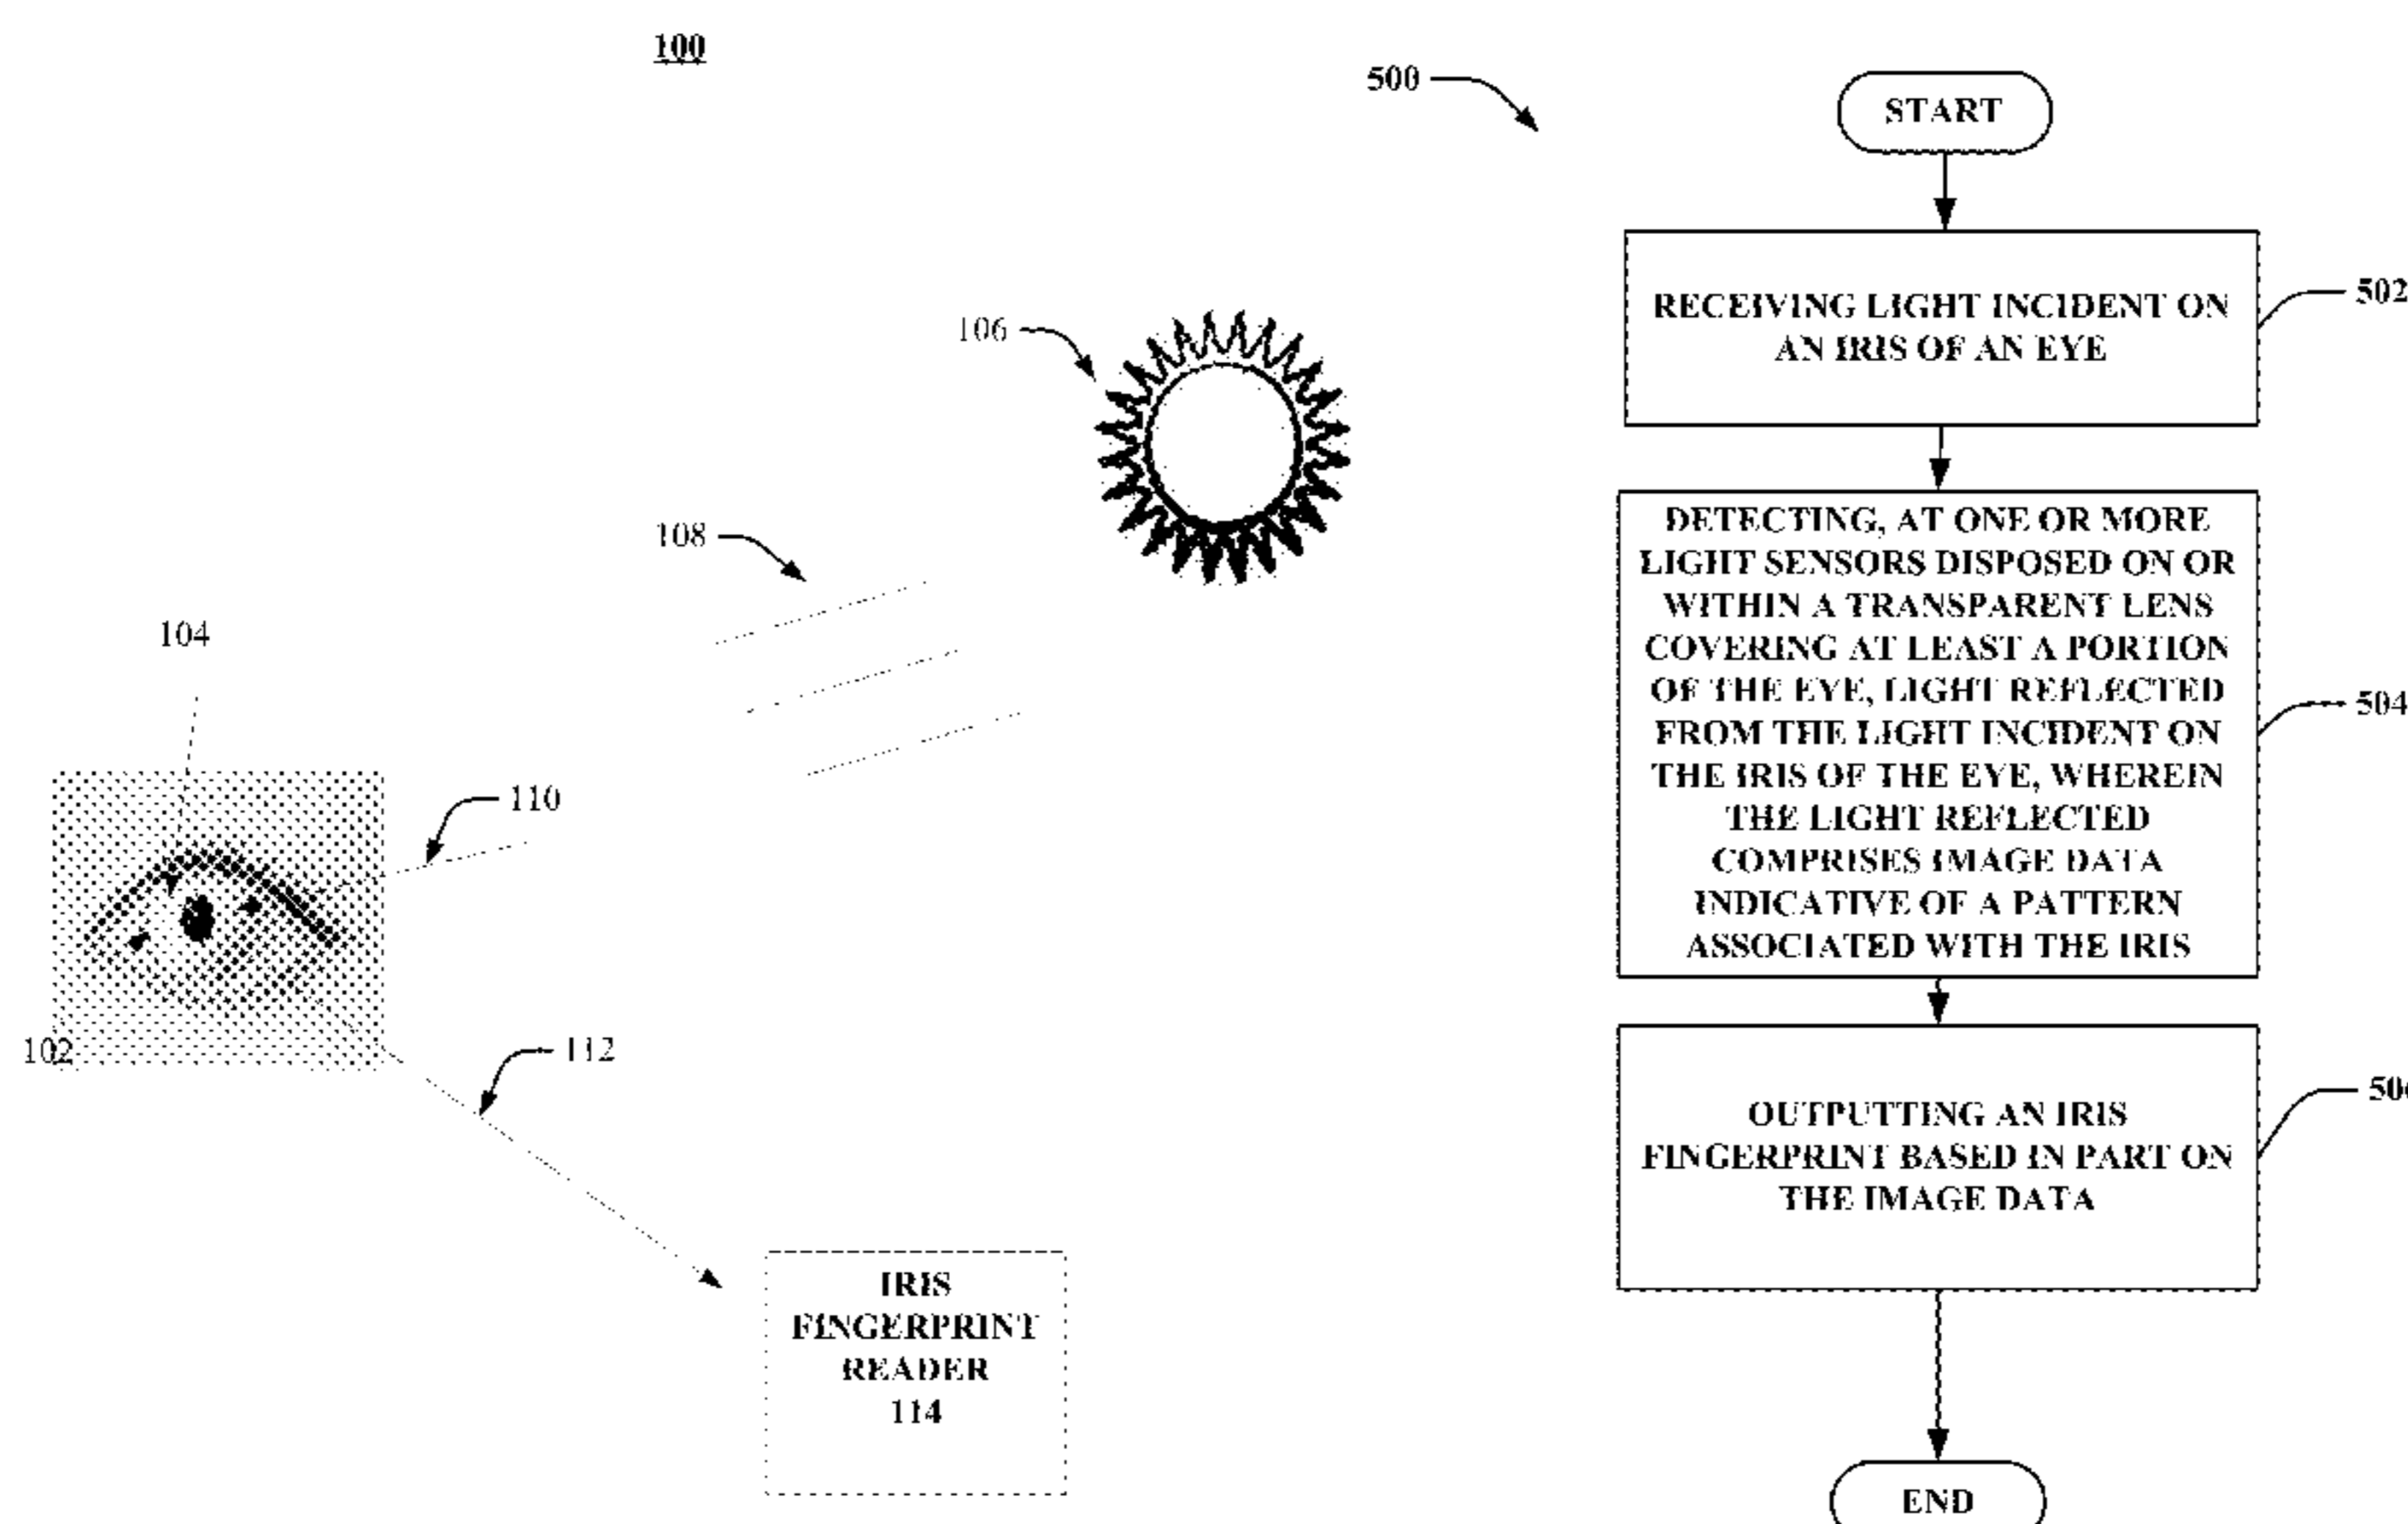 100
106
108
104
110
102
112
IRIS
FINGERPRINT
READER
114
500
START
RECEIVING LIGHT INCIDENT ON
AN IRIS OF AN EYE
502
DETECTING, AT ONE OR MORE
LIGHT SENSORS DISPOSED ON OR
WITHIN A TRANSPARENT LENS
COVERING AT LEAST A PORTION
OF THE EYE, LIGHT REFLECTED
FROM THE LIGHT INCIDENT ON
THE IRIS OF THE EYE, WHEREIN
THE LIGHT REFLECTED
COMPRISES IMAGE DATA
INDICATIVE OF A PATTERN
ASSOCIATED WITH THE IRIS
504
OUTPUTTING AN IRIS
FINGERPRINT BASED IN PART ON
THE IMAGE DATA
END